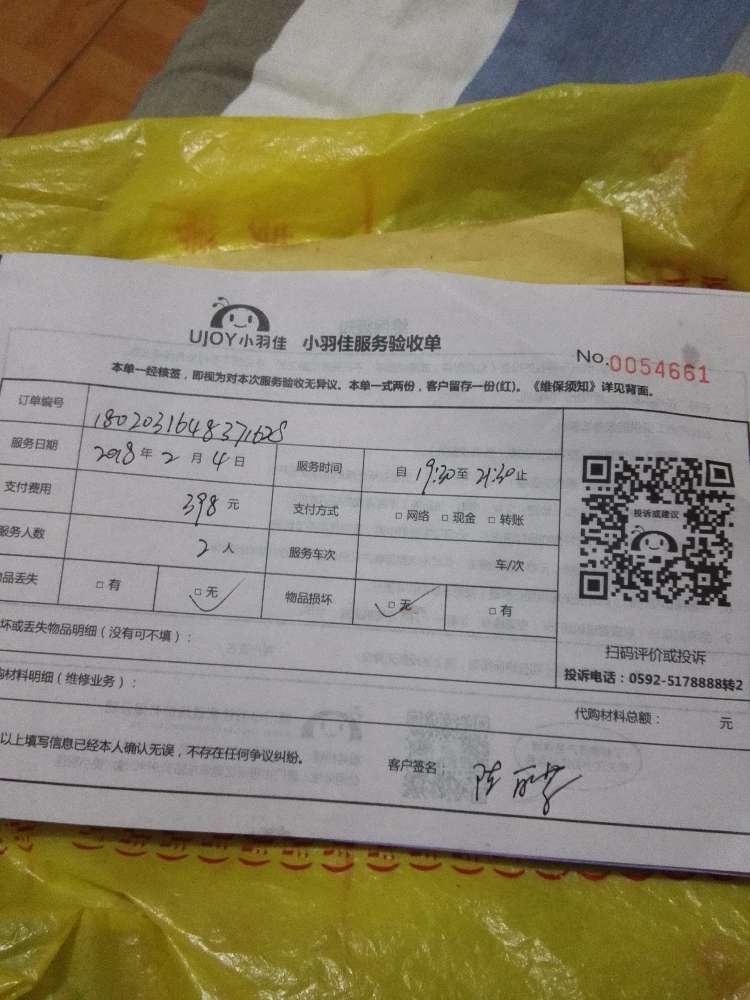 UJOY小羽佳 小羽佳服务验收单
No.0054661
本单一经核签，即视为对本次服务验收无异议。本单一式两份，客户留存一份(红)。《维保须知》详见背面。
订单编号 180203164837162S
服务日期 2018年2月4日 服务时间 自19:30至21:30止
支付费用 398元 支付方式 □网络 □现金 □转账
服务人数 2人 服务车次 车/次
品丢失 □有 □无 物品损坏 □无 □有
坏或丢失物品明细（没有可不填）：
购材料明细（维修业务）：
代购材料总额： 元
以上填写信息已经本人确认无误，不存在任何争议纠纷。
客户签名： 陈
投诉或建议
扫码评价或投诉
投诉电话：0592-5178888转2